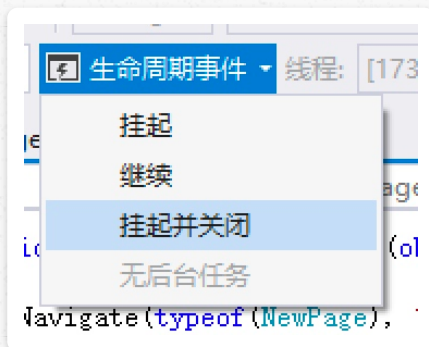 生命周期事件 线程: [173
挂起
继续
挂起并关闭
无后台任务
Navigate(typeof(NewPage),